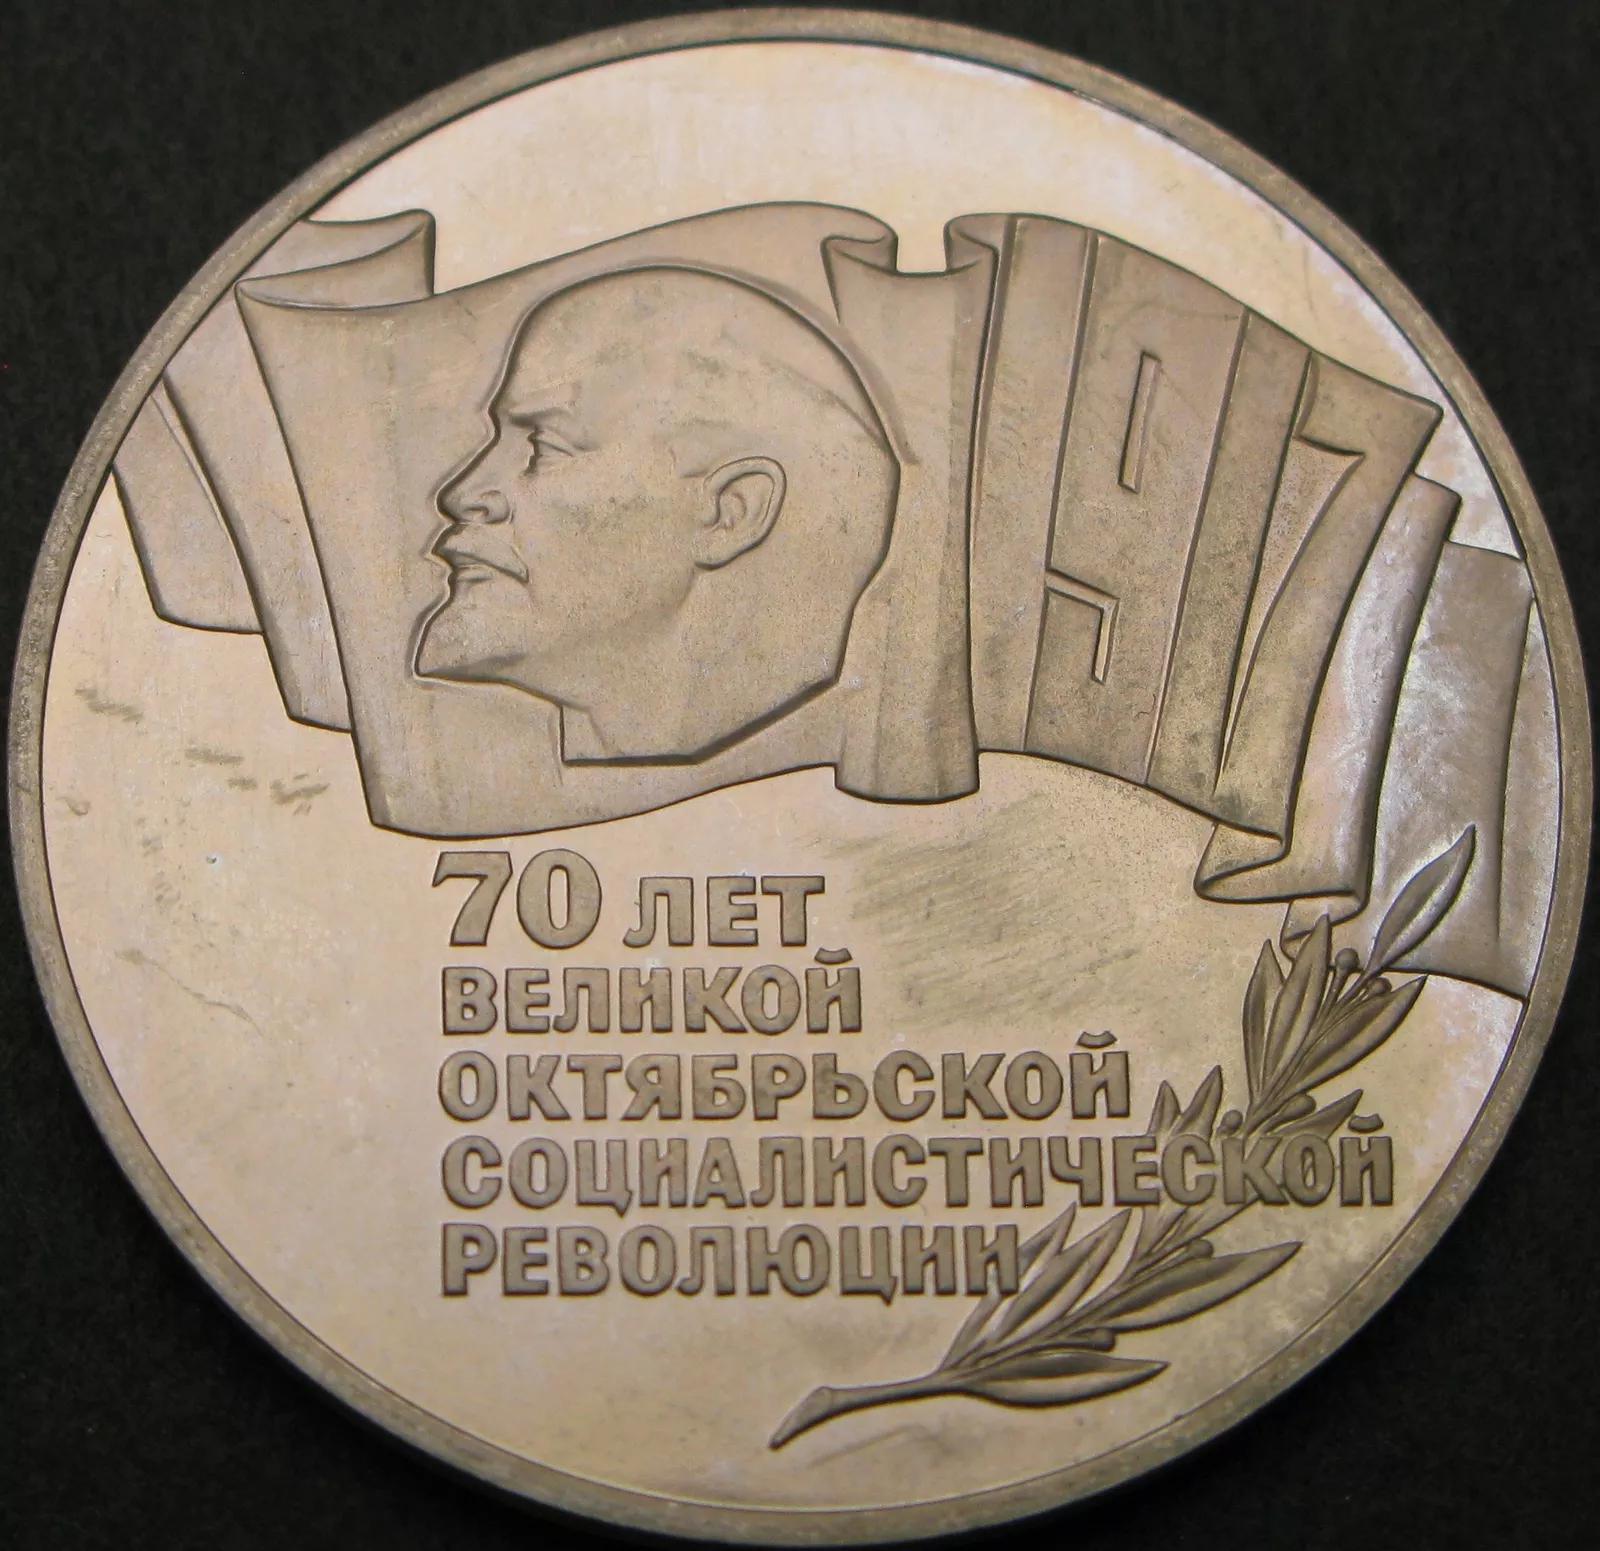 1917
70 ЛЕТ
ВЕЛИКОЙ
ОКТЯБРЬСКОЙ
СОЦИАЛИСТИЧЕСКОЙ
РЕВОЛЮЦИИ